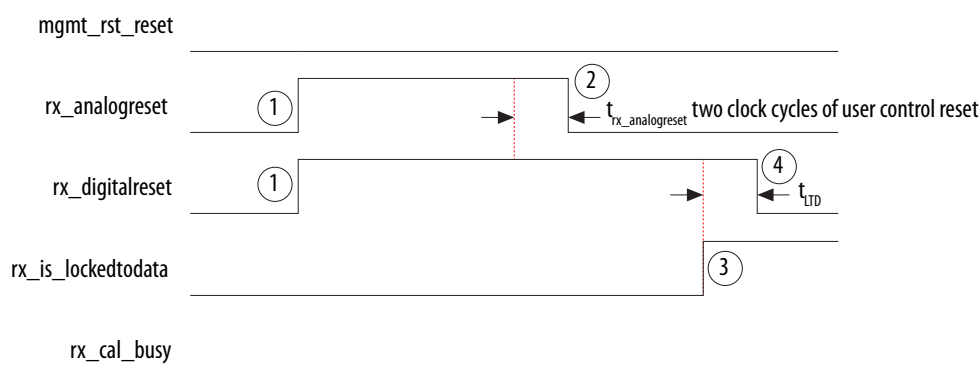 mgmt_rst_reset
rx_analogreset
1
2
t_rx_analogreset two clock cycles of user control reset
rx_digitalreset
1
4
t_LTD
rx_is_lockedtodata
3
rx_cal_busy